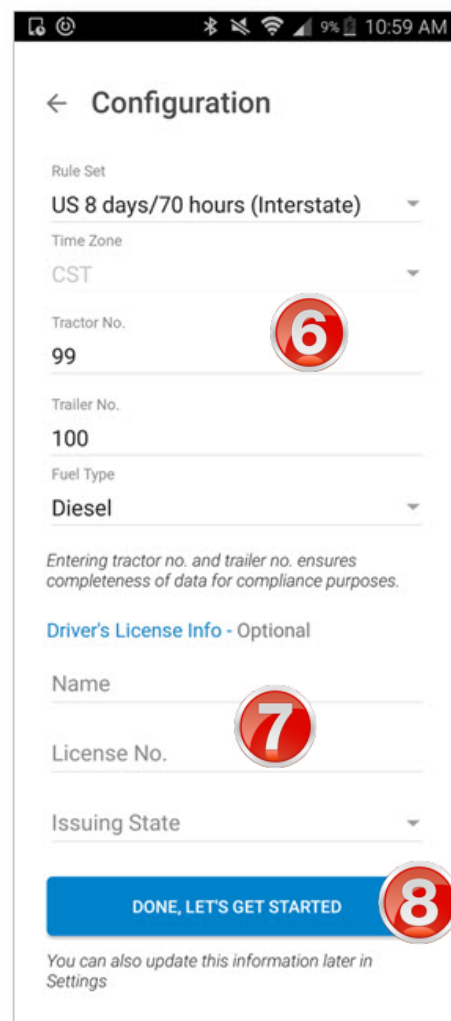 9% 10:59 AM
Configuration
Rule Set
US 8 days/70 hours (Interstate)
Time Zone
CST
Tractor No.
6
99
Trailer No.
100
Fuel Type
Diesel
Entering tractor no. and trailer no. ensures
completeness of data for compliance purposes.
Driver's License Info - Optional
Name
7
License No.
Issuing State
DONE, LET'S GET STARTED
8
You can also update this information later in
Settings